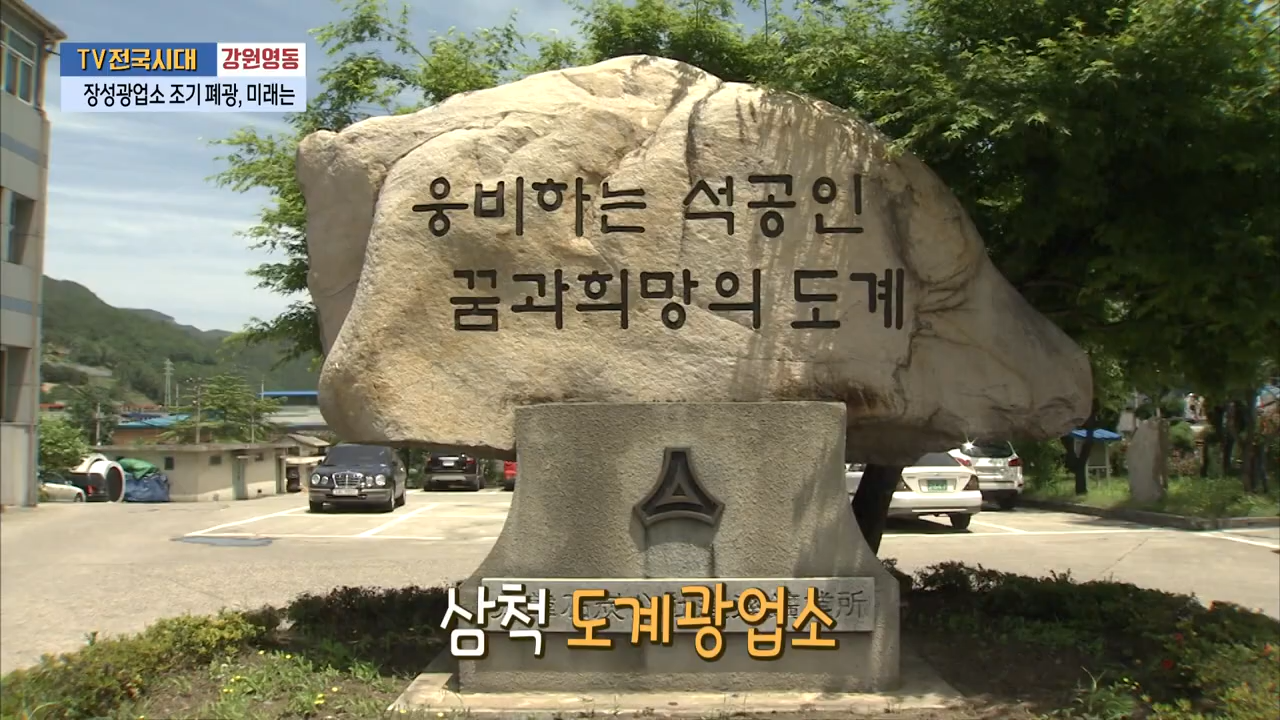 TV전국시대 강원영동
장성광업소 조기 폐광, 미래는
웅비하는 석공인
꿈과희망의 도계
삼척 도계광업소